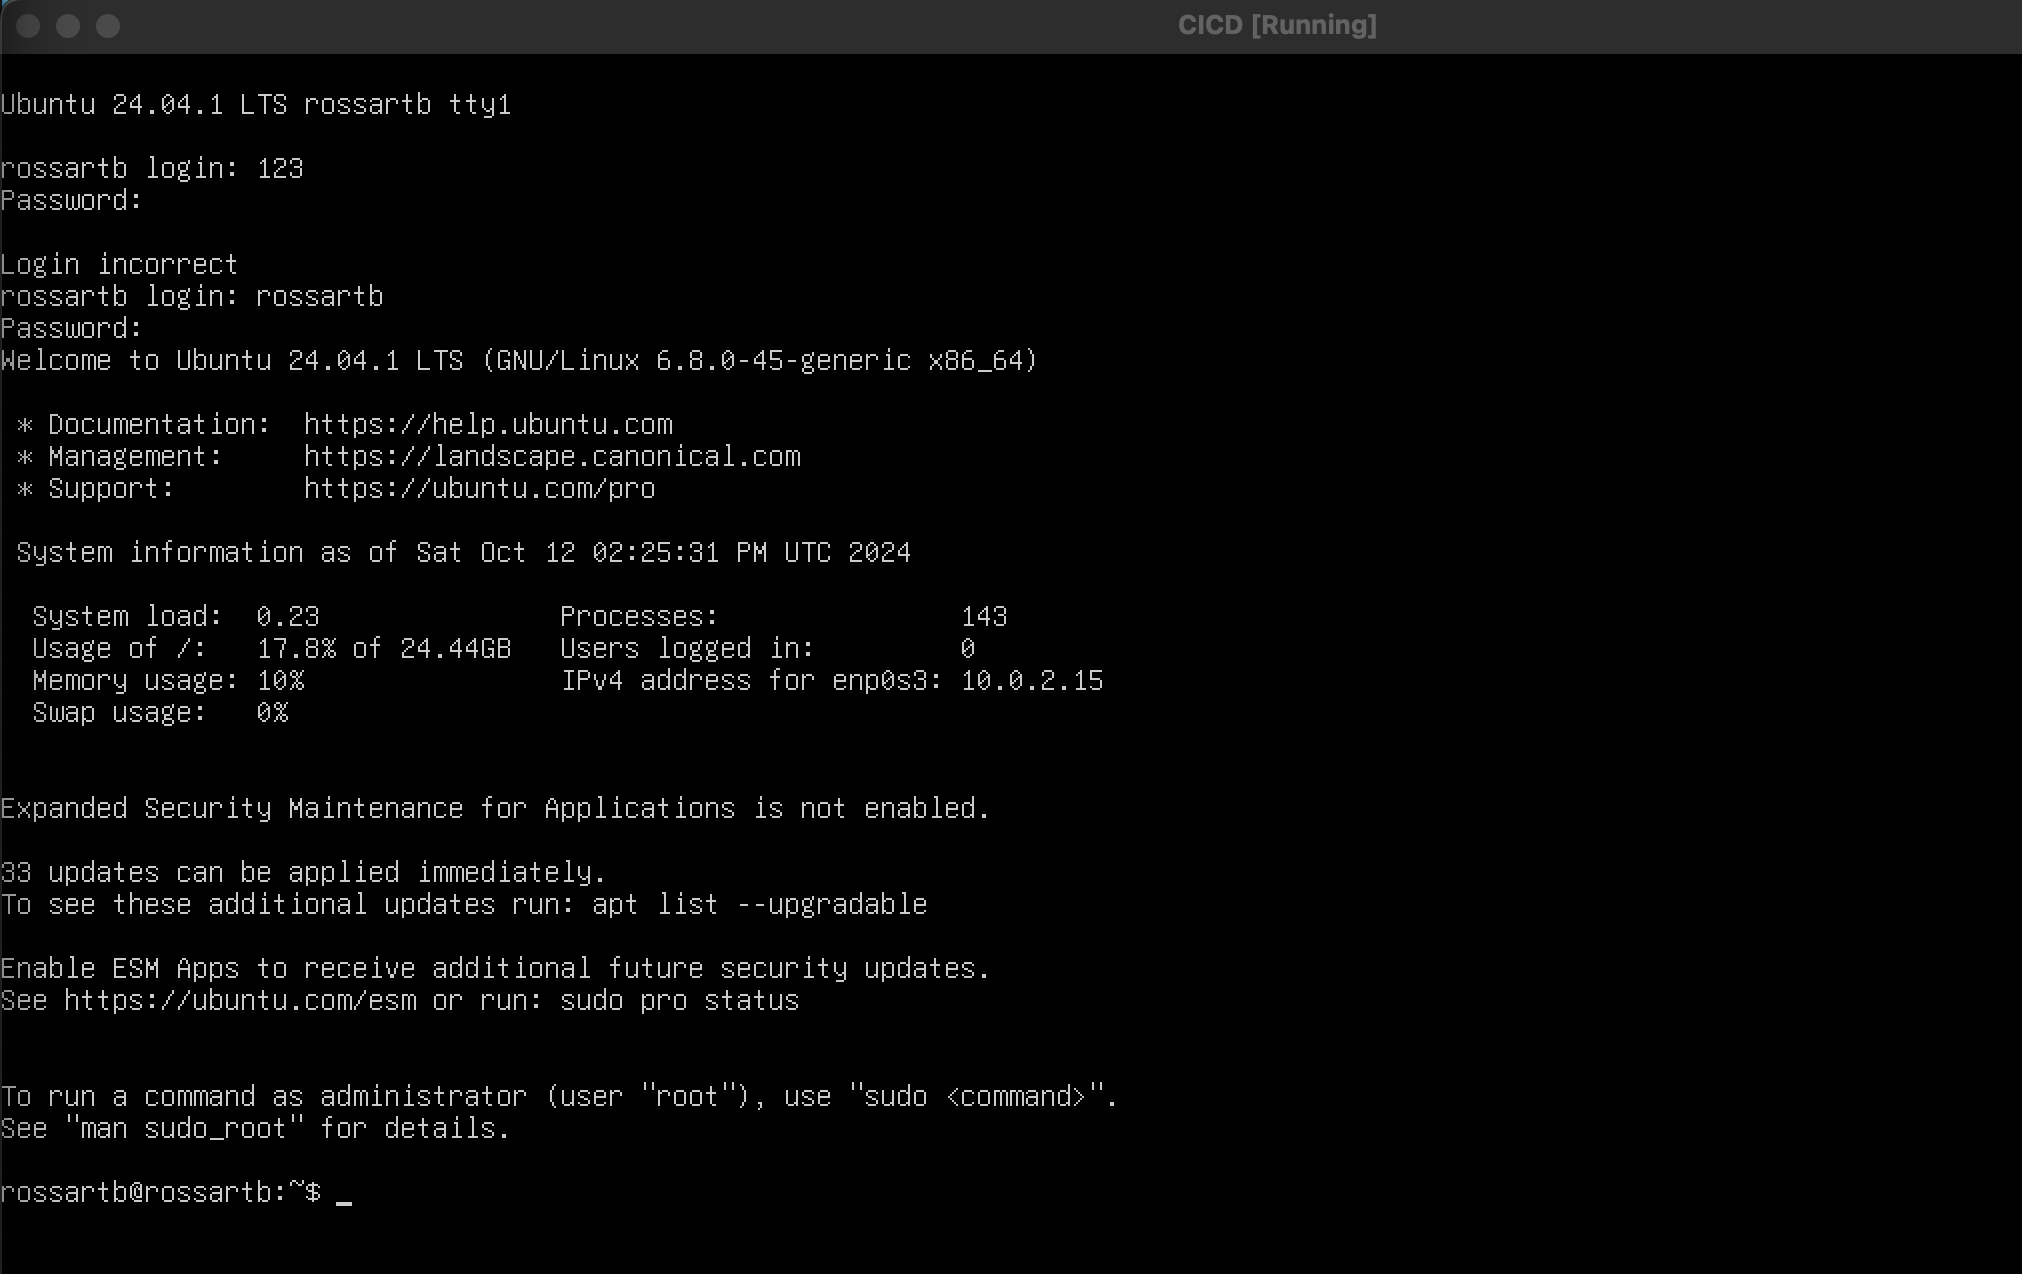 CICD [Running]
Ubuntu 24.04.1 LTS rossartb tty1
rossartb login: 123
Password:
Login incorrect
rossartb login: rossartb
Password:
Welcome to Ubuntu 24.04.1 LTS (GNU/Linux 6.8.0-45-generic x86_64)
* Documentation:  https://help.ubuntu.com
* Management:     https://landscape.canonical.com
* Support:        https://ubuntu.com/pro
System information as of Sat Oct 12 02:25:31 PM UTC 2024
System load:  0.23               Processes:               143
Usage of /:   17.8% of 24.44GB   Users logged in:         0
Memory usage: 10%                IPv4 address for enp0s3: 10.0.2.15
Swap usage:   0%
Expanded Security Maintenance for Applications is not enabled.
33 updates can be applied immediately.
To see these additional updates run: apt list --upgradable
Enable ESM Apps to receive additional future security updates.
See https://ubuntu.com/esm or run: sudo pro status
To run a command as administrator (user "root"), use "sudo <command>".
See "man sudo_root" for details.
rossartb@rossartb:~$ _